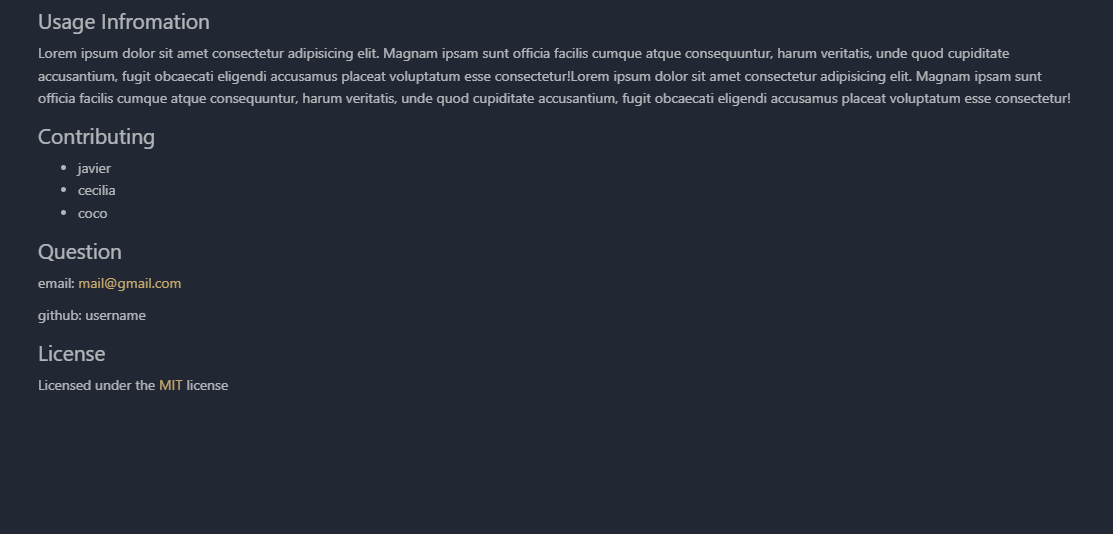 Usage Infromation
Lorem ipsum dolor sit amet consectetur adipisicing elit. Magnam ipsam sunt officia facilis cumque atque consequuntur, harum veritatis, unde quod cupiditate
accusantium, fugit obcaecati eligendi accusamus placeat voluptatum esse consectetur!Lorem ipsum dolor sit amet consectetur adipisicing elit. Magnam ipsam sunt
officia facilis cumque atque consequuntur, harum veritatis, unde quod cupiditate accusantium, fugit obcaecati eligendi accusamus placeat voluptatum esse consectetur!
Contributing
• javier
• cecilia
• coco
Question
email: mail@gmail.com
github: username
License
Licensed under the MIT license